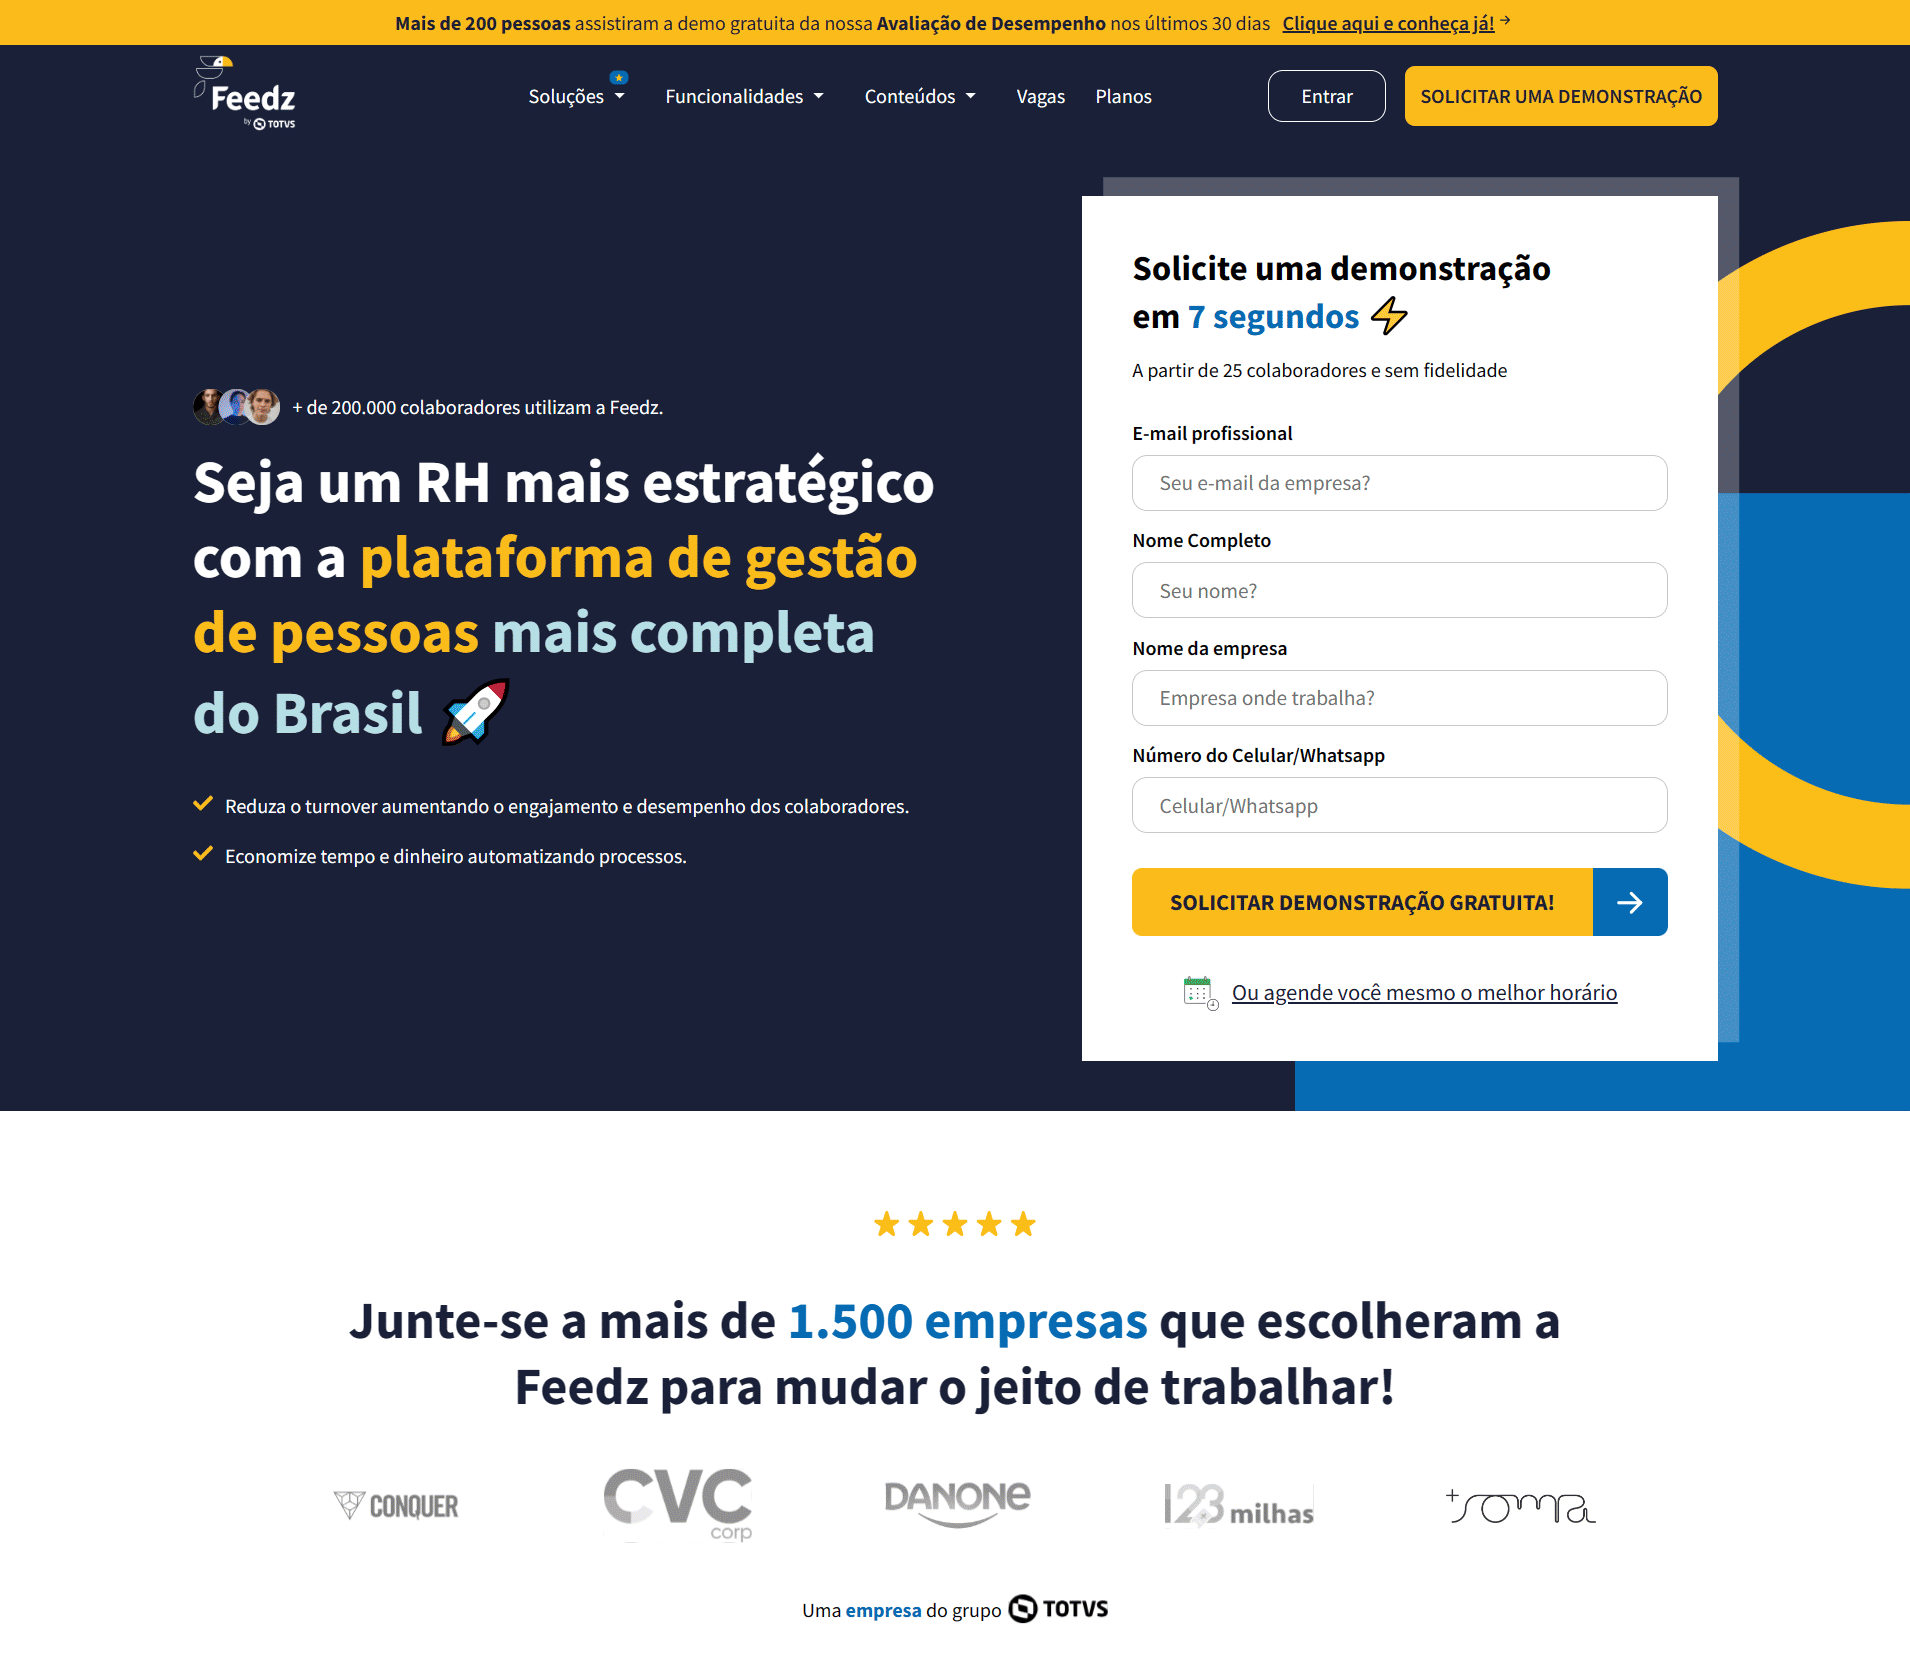 Mais de 200 pessoas assistiram a demo gratuita da nossa Avaliação de Desempenho nos últimos 30 dias Clique aqui e conheça já! →
Feedz
by TOTVS
Soluções
Funcionalidades
Conteúdos
Vagas
Planos
Entrar
SOLICITAR UMA DEMONSTRAÇÃO
+ de 200.000 colaboradores utilizam a Feedz.
Seja um RH mais estratégico
com a plataforma de gestão
de pessoas mais completa
do Brasil
Reduza o turnover aumentando o engajamento e desempenho dos colaboradores.
Economize tempo e dinheiro automatizando processos.
Solicite uma demonstração
em 7 segundos
A partir de 25 colaboradores e sem fidelidade
E-mail profissional
Seu e-mail da empresa?
Nome Completo
Seu nome?
Nome da empresa
Empresa onde trabalha?
Número do Celular/Whatsapp
Celular/Whatsapp
SOLICITAR DEMONSTRAÇÃO GRATUITA!
Ou agende você mesmo o melhor horário
Junte-se a mais de 1.500 empresas que escolheram a
Feedz para mudar o jeito de trabalhar!
CONQUER
CVC
corp
DANONE
123 milhas
+soma
Uma empresa do grupo TOTVS